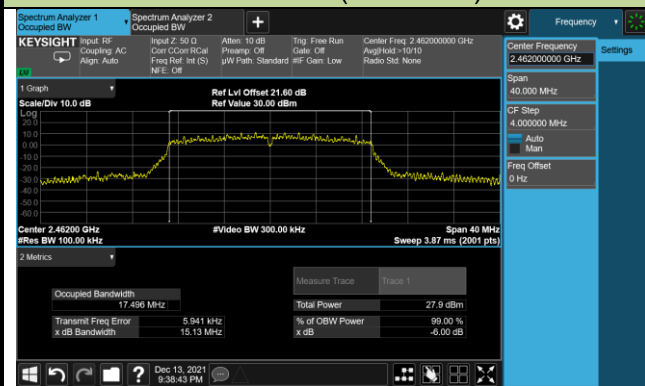 Spectrum Analyzer 1
Occupied BW
Spectrum Analyzer 2
Occupied BW
Frequency
KEYSIGHT
Input: RF
Coupling: AC
Align: Auto
Input Z: 50 Ω
Corr CCorr RCal
Freq Ref: Int (S)
NFE: Off
Atten: 10 dB
Preamp: Off
µW Path: Standard
Trig: Free Run
Gate: Off
#IF Gain: Low
Center Freq: 2.462000000 GHz
Avg|Hold:>10/10
Radio Std: None
LV
Center Frequency
2.462000000 GHz
Settings
Span
40.000 MHz
CF Step
4.000000 MHz
Auto
Man
Freq Offset
0 Hz
1 Graph
Scale/Div 10.0 dB
Ref Lvl Offset 21.60 dB
Ref Value 30.00 dBm
Log
20.0
10.0
0.00
-10.0
-20.0
-30.0
-40.0
-50.0
-60.0
Center 2.46200 GHz
#Res BW 100.00 kHz
#Video BW 300.00 kHz
Span 40 MHz
Sweep 3.87 ms (2001 pts)
2 Metrics
Measure Trace
Trace 1
Occupied Bandwidth
17.496 MHz
Total Power
27.9 dBm
Transmit Freq Error
5.941 kHz
% of OBW Power
99.00 %
x dB Bandwidth
15.13 MHz
x dB
-6.00 dB
Dec 13, 2021
9:38:43 PM